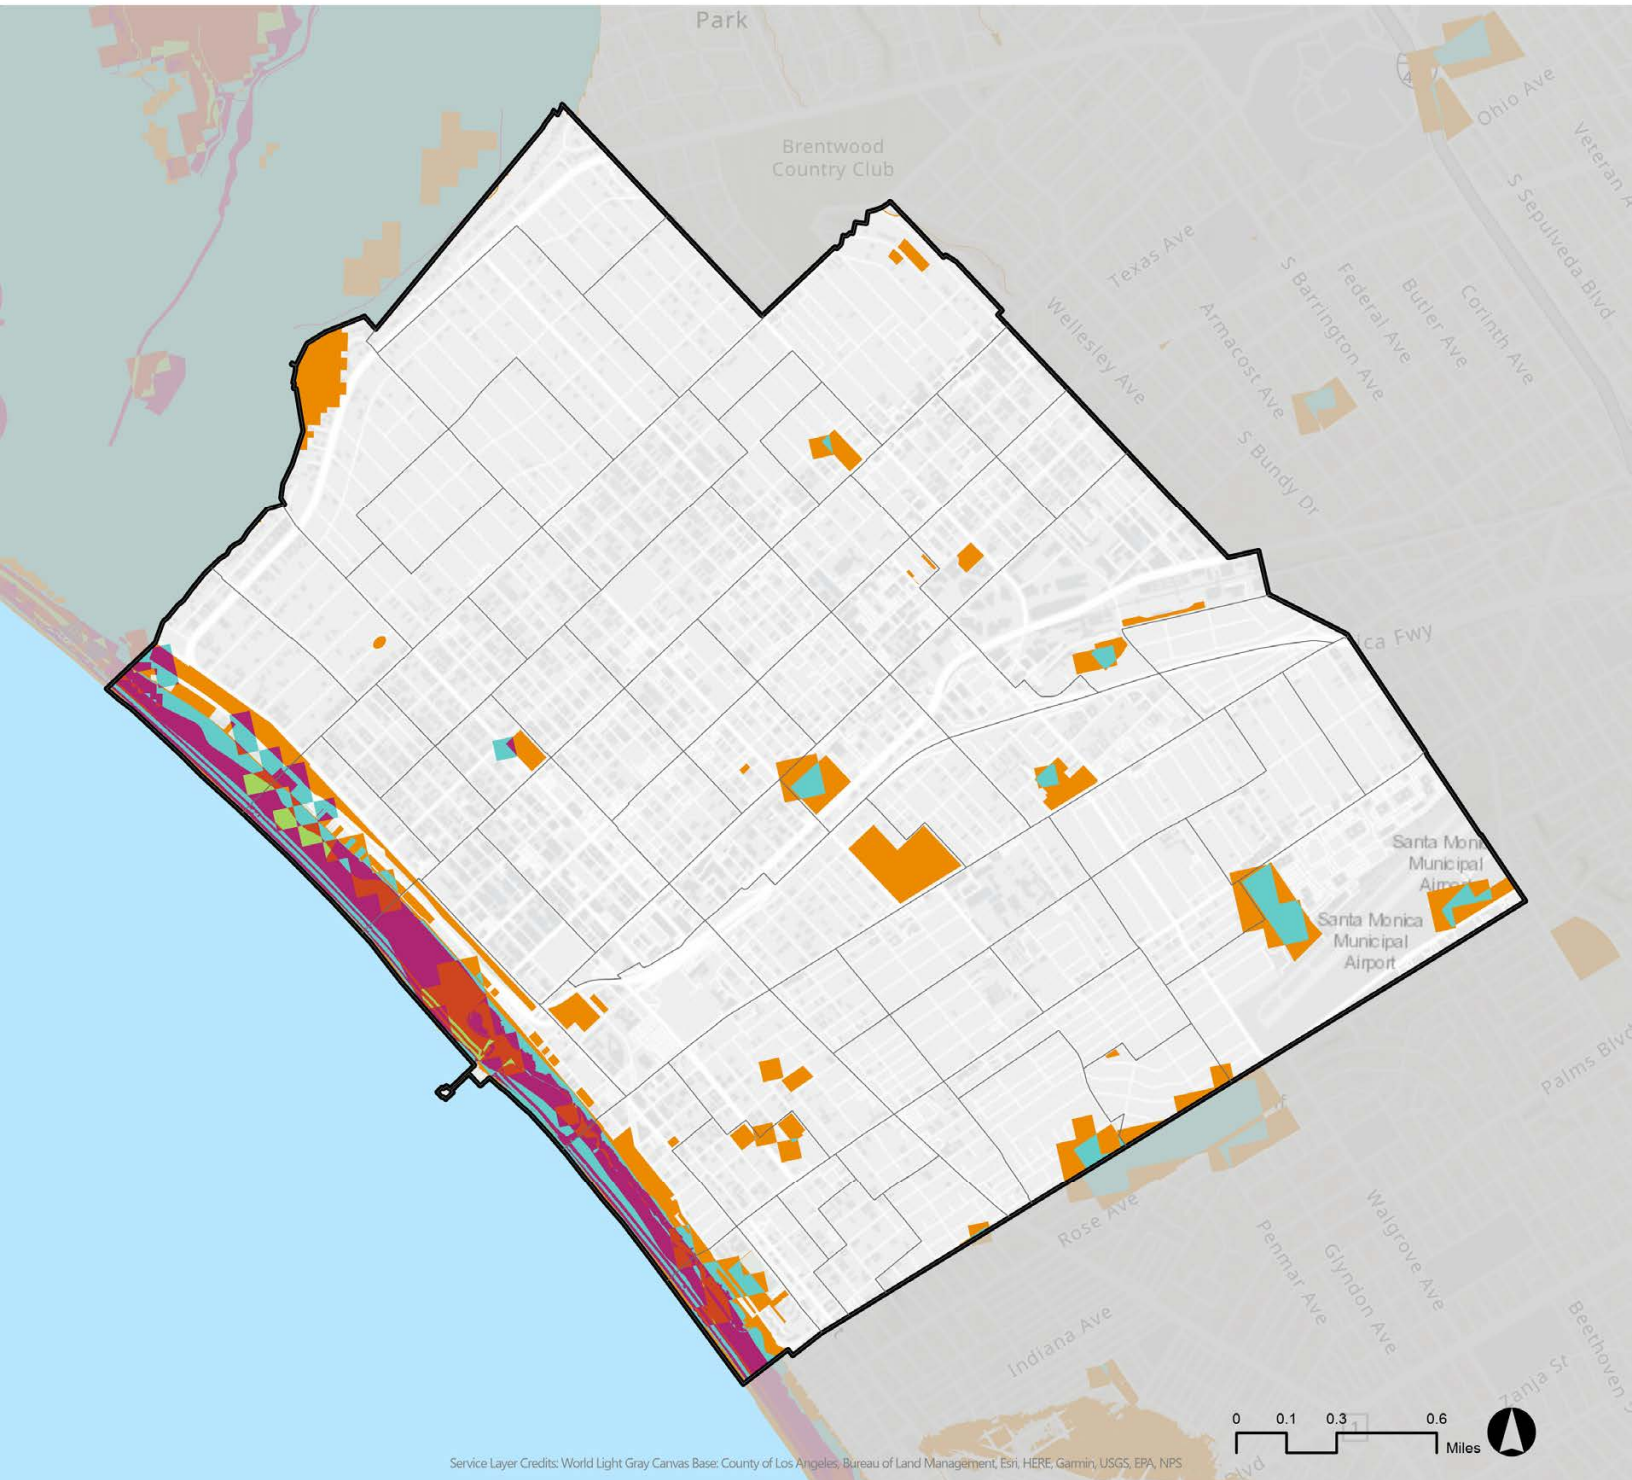 Park
Brentwood
Country Club
Ohio Ave
Veteran A
S Sepulveda Blvd
Texas Ave
S Barrington Ave
Federal Ave
Butler Ave
Corinth Ave
Wellesley Ave
Armacost Ave
S Bundy Dr
ica Fwy
Santa Moni
Municipal
Airport
Santa Monica
Municipal
Airport
Palms Blvd
Rose Ave
Walgrove Ave
Penmar Ave
Glyndon Ave
Beethoven
Indiana Ave
Zanja St
0 0.1 0.3 0.6
Miles
1
Blvd
Service Layer Credits: World Light Gray Canvas Base: County of Los Angeles, Bureau of Land Management, Esri, HERE, Garmin, USGS, EPA, NPS